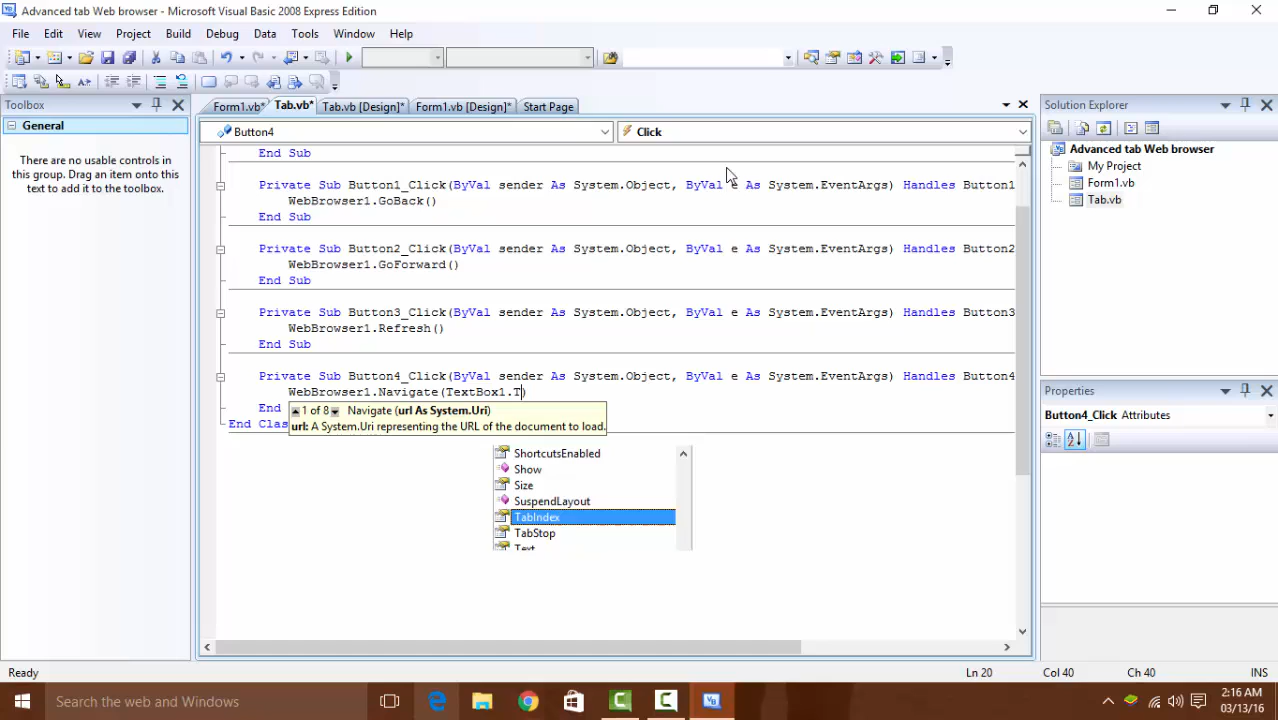 Advanced tab Web browser - Microsoft Visual Basic 2008 Express Edition
File Edit View Project Build Debug Data Tools Window Help
Toolbox
General
There are no usable controls in
this group. Drag an item onto this
text to add it to the toolbox.
Form1.vb* Tab.vb* Tab.vb [Design]* Form1.vb [Design]* Start Page
Button4 Click
End Sub
Private Sub Button1_Click(ByVal sender As System.Object, ByVal e As System.EventArgs) Handles Button1
WebBrowser1.GoBack()
End Sub
Private Sub Button2_Click(ByVal sender As System.Object, ByVal e As System.EventArgs) Handles Button2
WebBrowser1.GoForward()
End Sub
Private Sub Button3_Click(ByVal sender As System.Object, ByVal e As System.EventArgs) Handles Button3
WebBrowser1.Refresh()
End Sub
Private Sub Button4_Click(ByVal sender As System.Object, ByVal e As System.EventArgs) Handles Button4
WebBrowser1.Navigate(TextBox1.T)
End
1 of 8 Navigate (url As System.Uri)
End Clas
url: A System.Uri representing the URL of the document to load.
ShortcutsEnabled
Show
Size
SuspendLayout
TabIndex
TabStop
Text
Solution Explorer
Advanced tab Web browser
My Project
Form1.vb
Tab.vb
Properties
Button4_Click Attributes
Ready Ln 20 Col 40 Ch 40 INS
Search the web and Windows
2:16 AM
03/13/16